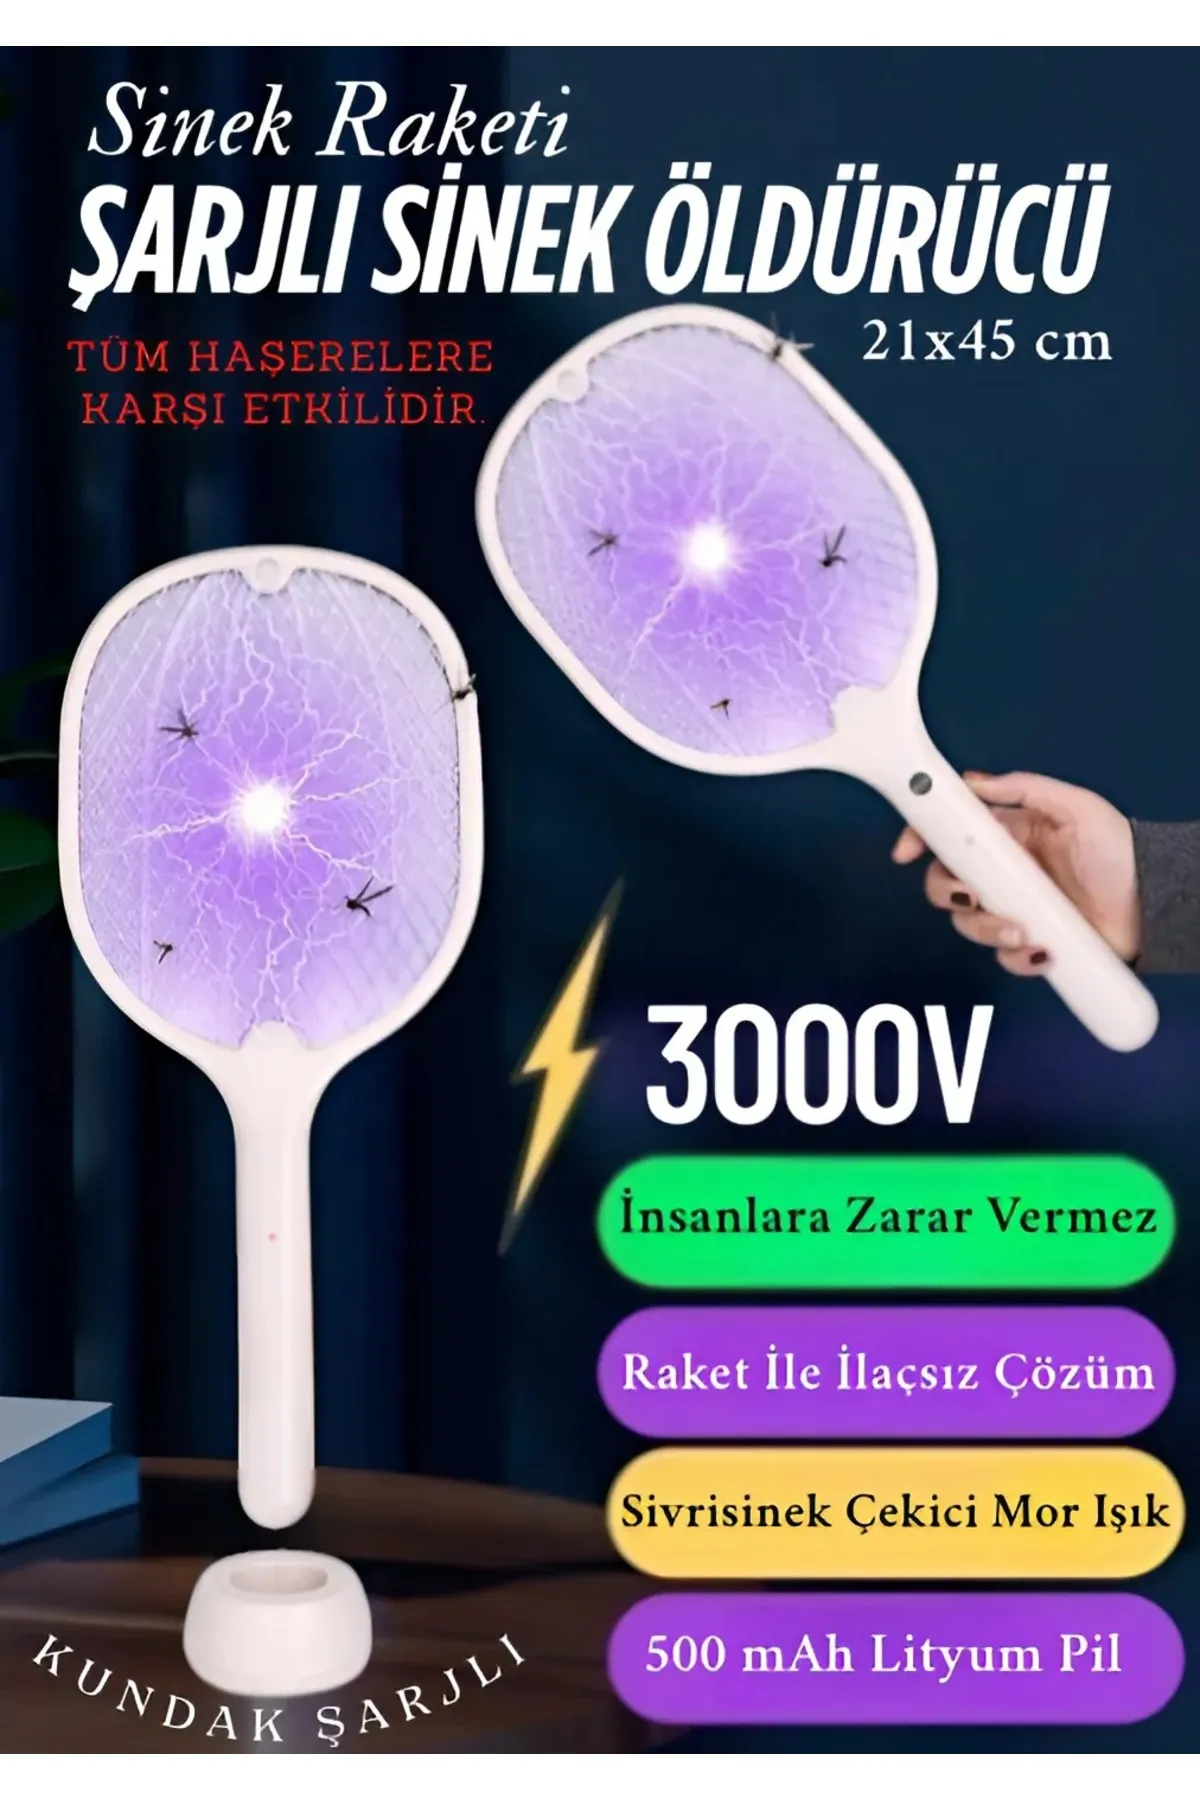 Sinek Raketi
ŞARJLI SİNEK ÖLDÜRÜCÜ
21x45 cm
TÜM HAŞERELERE
KARŞI ETKİLİDİR.
3000V
İnsanlara Zarar Vermez
Raket İle İlaçsız Çözüm
Sivrisinek Çekici Mor Işık
500 mAh Lityum Pil
KUNDAK ŞARJLI